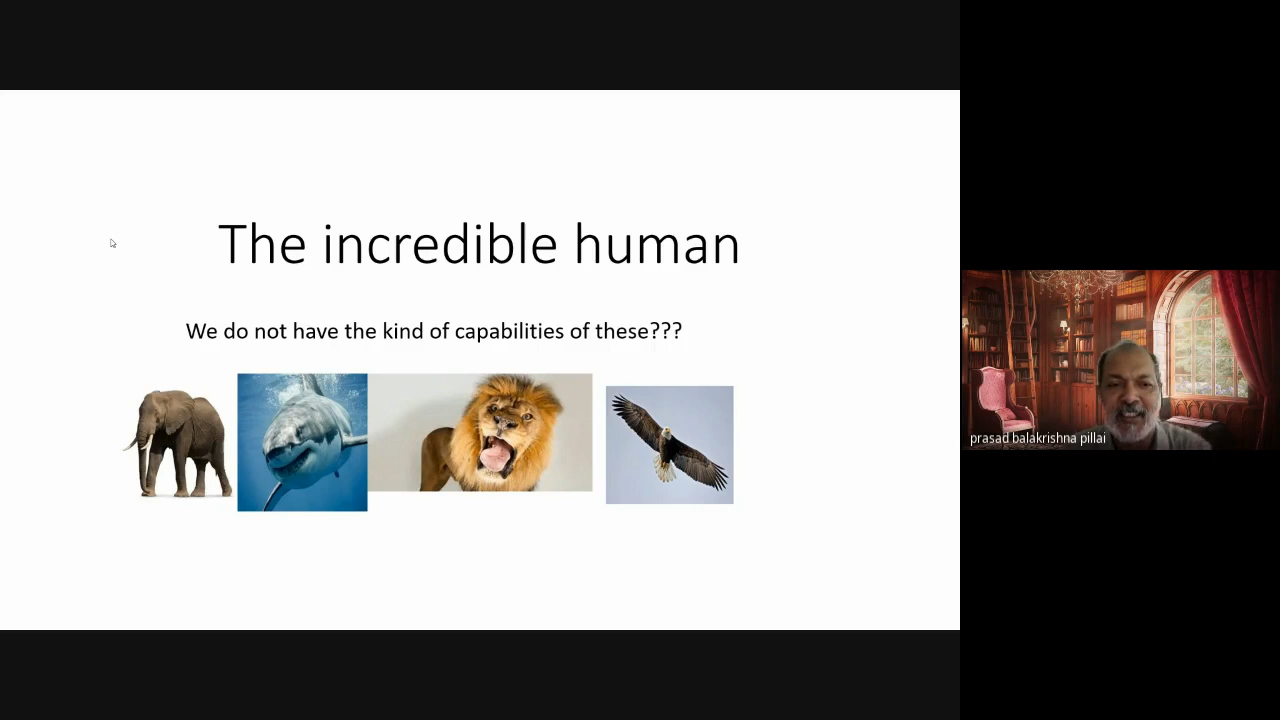 The incredible human
We do not have the kind of capabilities of these???
prasad balakrishna pillai